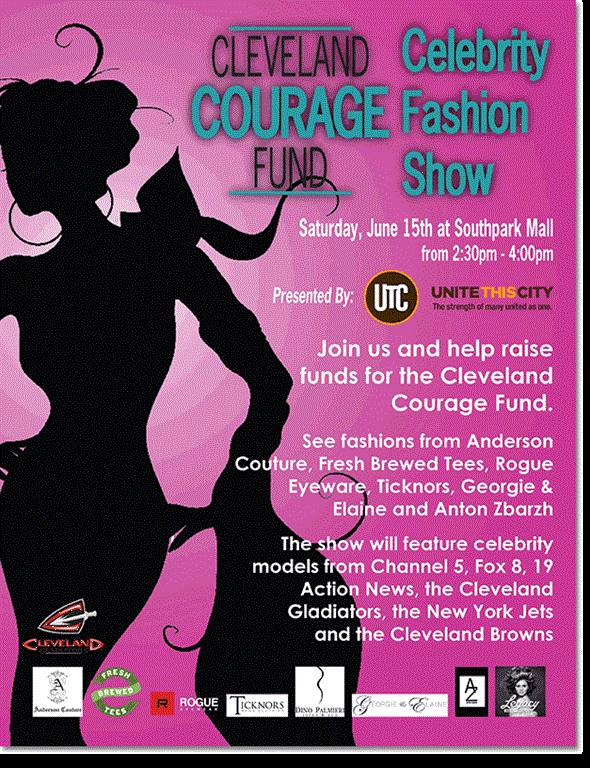 CLEVELAND
COURAGE
FUND
Celebrity
Fashion
Show
Saturday, June 15th at Southpark Mall
from 2:30pm - 4:00pm
Presented By:
UTC
UNITETHISCITY
The strength of many united as one.
Join us and help raise
funds for the Cleveland
Courage Fund.
See fashions from Anderson
Couture, Fresh Brewed Tees, Rogue
Eyeware, Ticknors, Georgie &
Elaine and Anton Zbarzh
The show will feature celebrity
models from Channel 5, Fox 8, 19
Action News, the Cleveland
Gladiators, the New York Jets
and the Cleveland Browns
CLEVELAND
A
Anderson Couture
FRESH
BREWED
TEES
R
ROGUE
EYEWEAR
TICKNORS
DINO PALMIERI
GEORGIE & ELAINE
AZ
Legacy